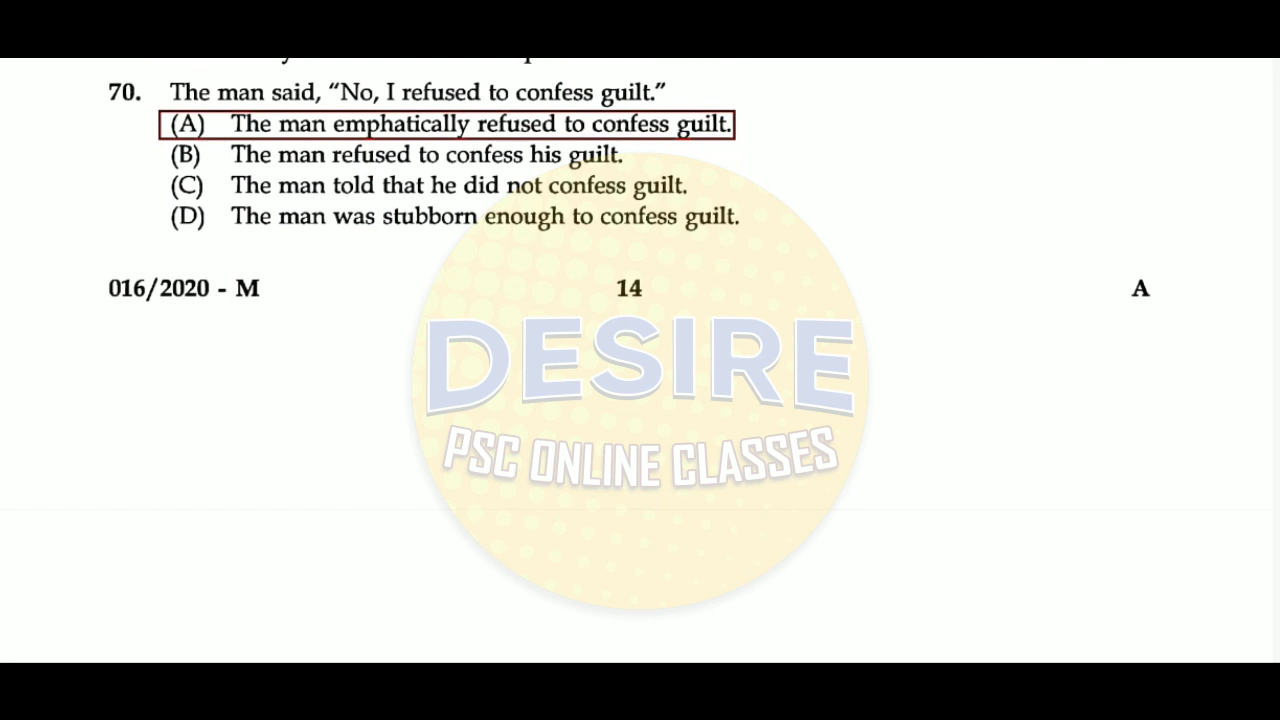 70. The man said, “No, I refused to confess guilt.”
(A) The man emphatically refused to confess guilt.
(B) The man refused to confess his guilt.
(C) The man told that he did not confess guilt.
(D) The man was stubborn enough to confess guilt.
016/2020 - M 14 A
DESIRE
PSC ONLINE CLASSES